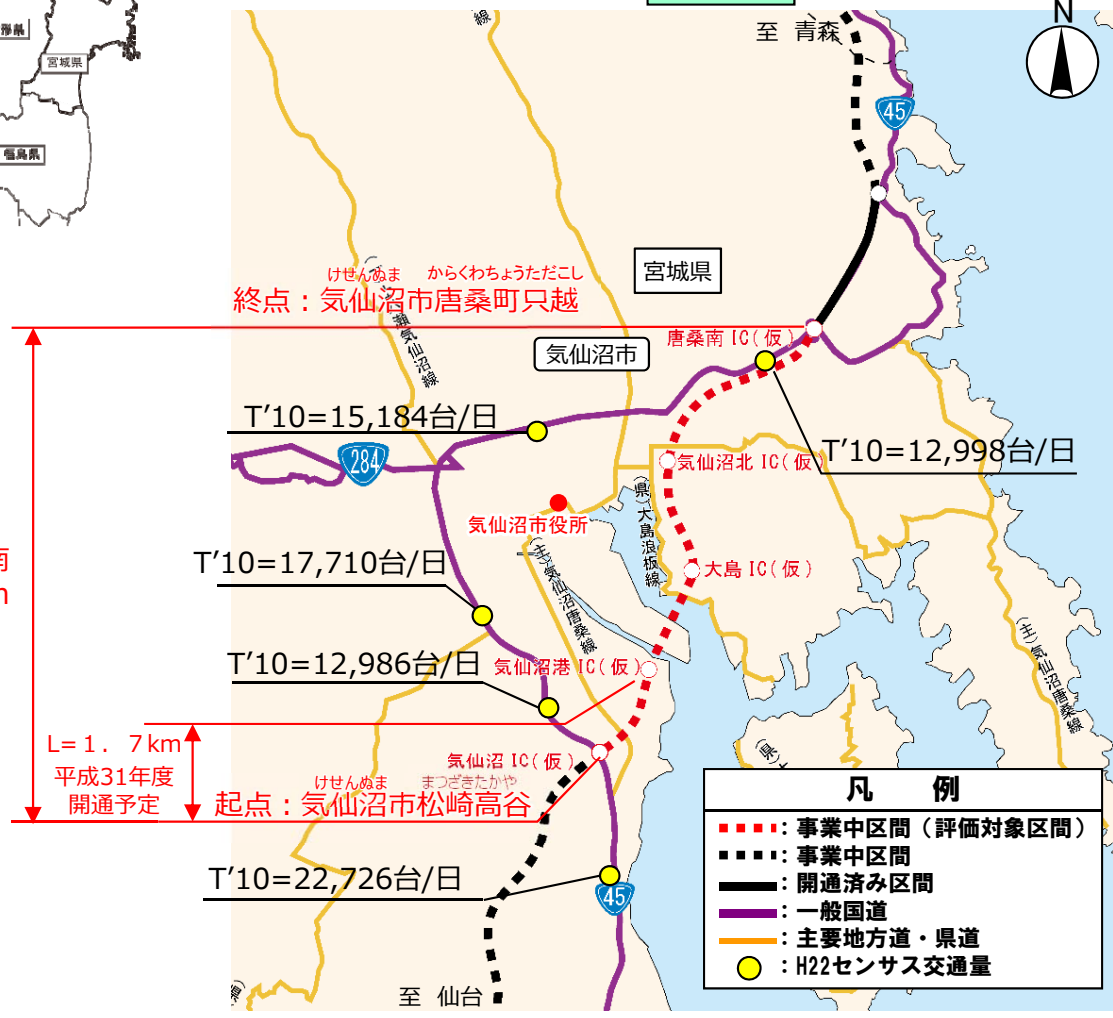 宮城県
福島県
N
至 青森
45
宮城県
けせんぬま からくわちょうただこし
終点：気仙沼市唐桑町只越
唐桑南 IC(仮)
気仙沼市
瀬気仙沼線
T'10=15,184台/日
T'10=12,998台/日
284
気仙沼北 IC(仮)
気仙沼市役所
(県)大島浪板線
(主)気仙沼唐桑線
大島 IC(仮)
T'10=17,710台/日
T'10=12,986台/日
気仙沼港 IC(仮)
(主)気仙沼唐桑線
L=1．7km
平成31年度
開通予定
気仙沼 IC(仮)
けせんぬま まつざきたかや
起点：気仙沼市松崎高谷
T'10=22,726台/日
45
至 仙台
凡 例
：事業中区間（評価対象区間）
：事業中区間
：開通済み区間
：一般国道
：主要地方道・県道
：H22センサス交通量